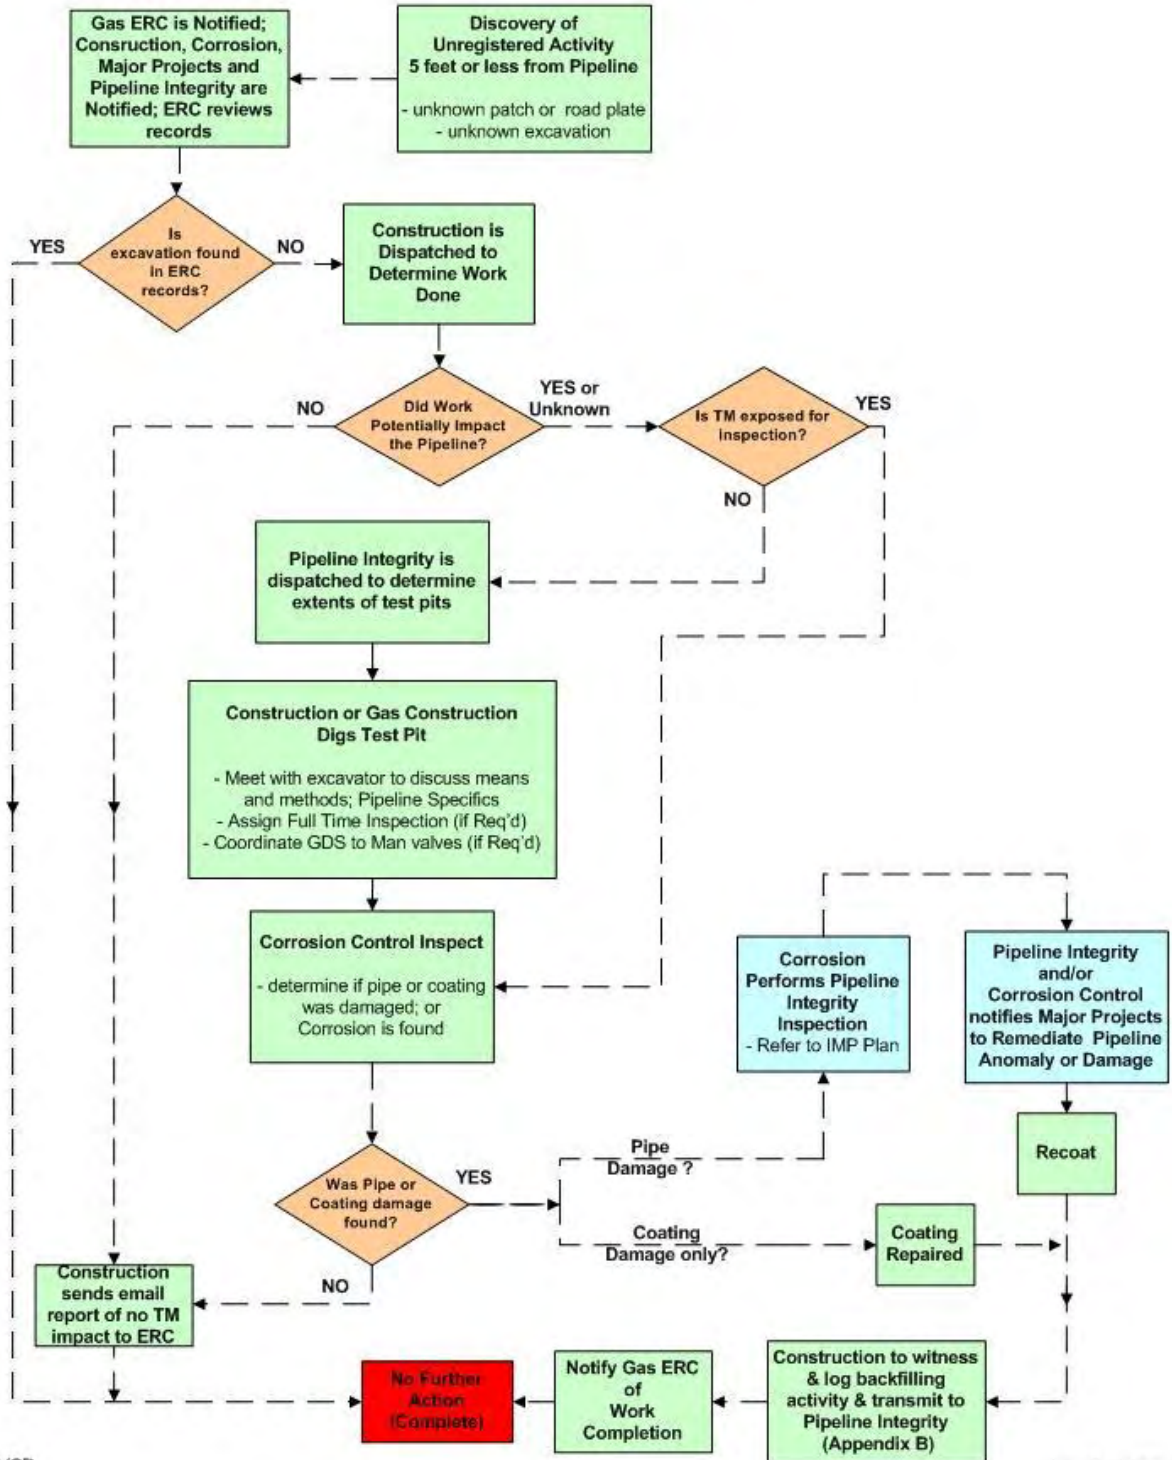 Gas ERC is Notified;
Consruction, Corrosion,
Major Projects and
Pipeline Integrity are
Notified; ERC reviews
records
Discovery of
Unregistered Activity
5 feet or less from Pipeline
- unknown patch or road plate
- unknown excavation
YES
Is
excavation found
in ERC
records?
NO
Construction is
Dispatched to
Determine Work
Done
NO
Did Work
Potentially Impact
the Pipeline?
YES or
Unknown
Is TM exposed for
Inspection?
YES
NO
Pipeline Integrity is
dispatched to determine
extents of test pits
Construction or Gas Construction
Digs Test Pit
- Meet with excavator to discuss means
and methods; Pipeline Specifics
- Assign Full Time Inspection (if Req'd)
- Coordinate GDS to Man valves (if Req'd)
Corrosion Control Inspect
- determine if pipe or coating
was damaged; or
Corrosion is found
Corrosion
Performs Pipeline
Integrity
Inspection
- Refer to IMP Plan
Pipeline Integrity
and/or
Corrosion Control
notifies Major Projects
to Remediate Pipeline
Anomaly or Damage
Recoat
Was Pipe or
Coating damage
found?
YES
Pipe
Damage ?
Coating
Damage only?
Coating
Repaired
NO
Construction
sends email
report of no TM
impact to ERC
No Further
Action
(Complete)
Notify Gas ERC
of
Work
Completion
Construction to witness
& log backfilling
activity & transmit to
Pipeline Integrity
(Appendix B)